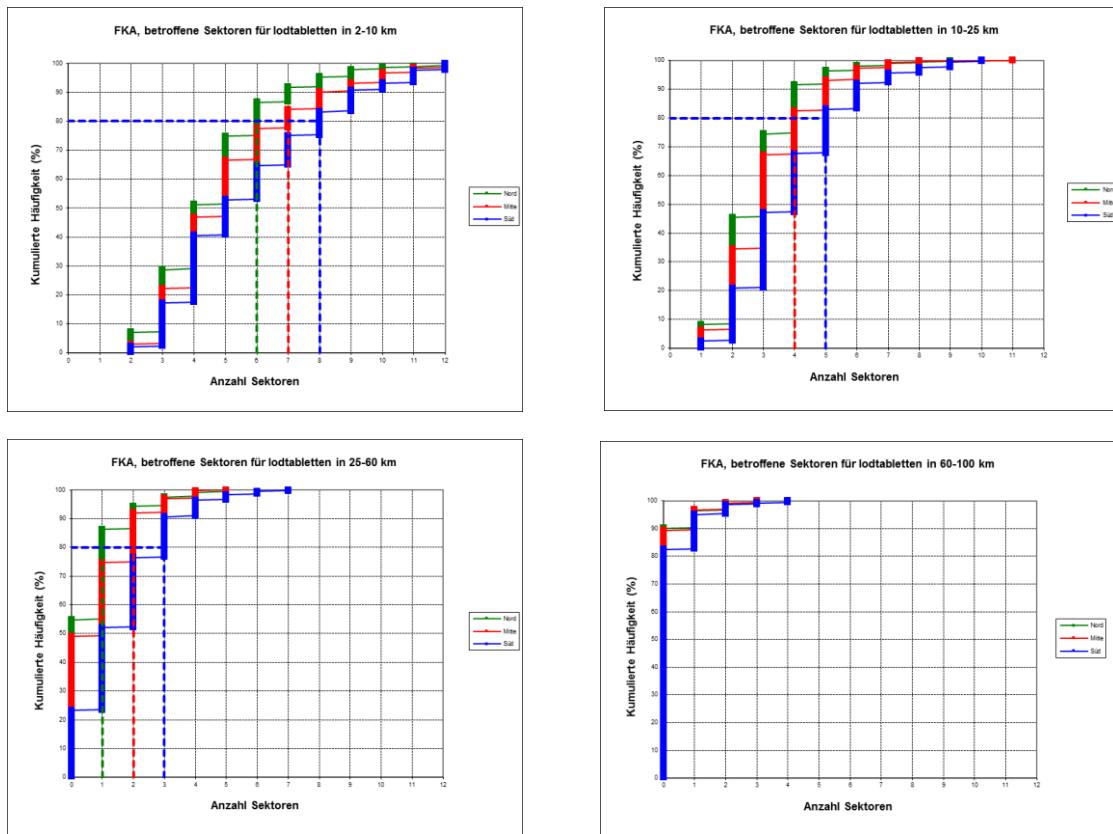 FKA, betroffene Sektoren für Iodtabletten in 2-10 km
Kumulierte Häufigkeit (%)
100
90
80
70
60
50
40
30
20
10
0
0 1 2 3 4 5 6 7 8 9 10 11 12
Anzahl Sektoren
Nord
Mitte
Süd
FKA, betroffene Sektoren für Iodtabletten in 10-25 km
Kumulierte Häufigkeit (%)
100
90
80
70
60
50
40
30
20
10
0
0 1 2 3 4 5 6 7 8 9 10 11 12
Anzahl Sektoren
Nord
Mitte
Süd
FKA, betroffene Sektoren für Iodtabletten in 25-60 km
Kumulierte Häufigkeit (%)
100
90
80
70
60
50
40
30
20
10
0
0 1 2 3 4 5 6 7 8 9 10 11 12
Anzahl Sektoren
Nord
Mitte
Süd
FKA, betroffene Sektoren für Iodtabletten in 60-100 km
Kumulierte Häufigkeit (%)
100
90
80
70
60
50
40
30
20
10
0
0 1 2 3 4 5 6 7 8 9 10 11 12
Anzahl Sektoren
Nord
Mitte
Süd